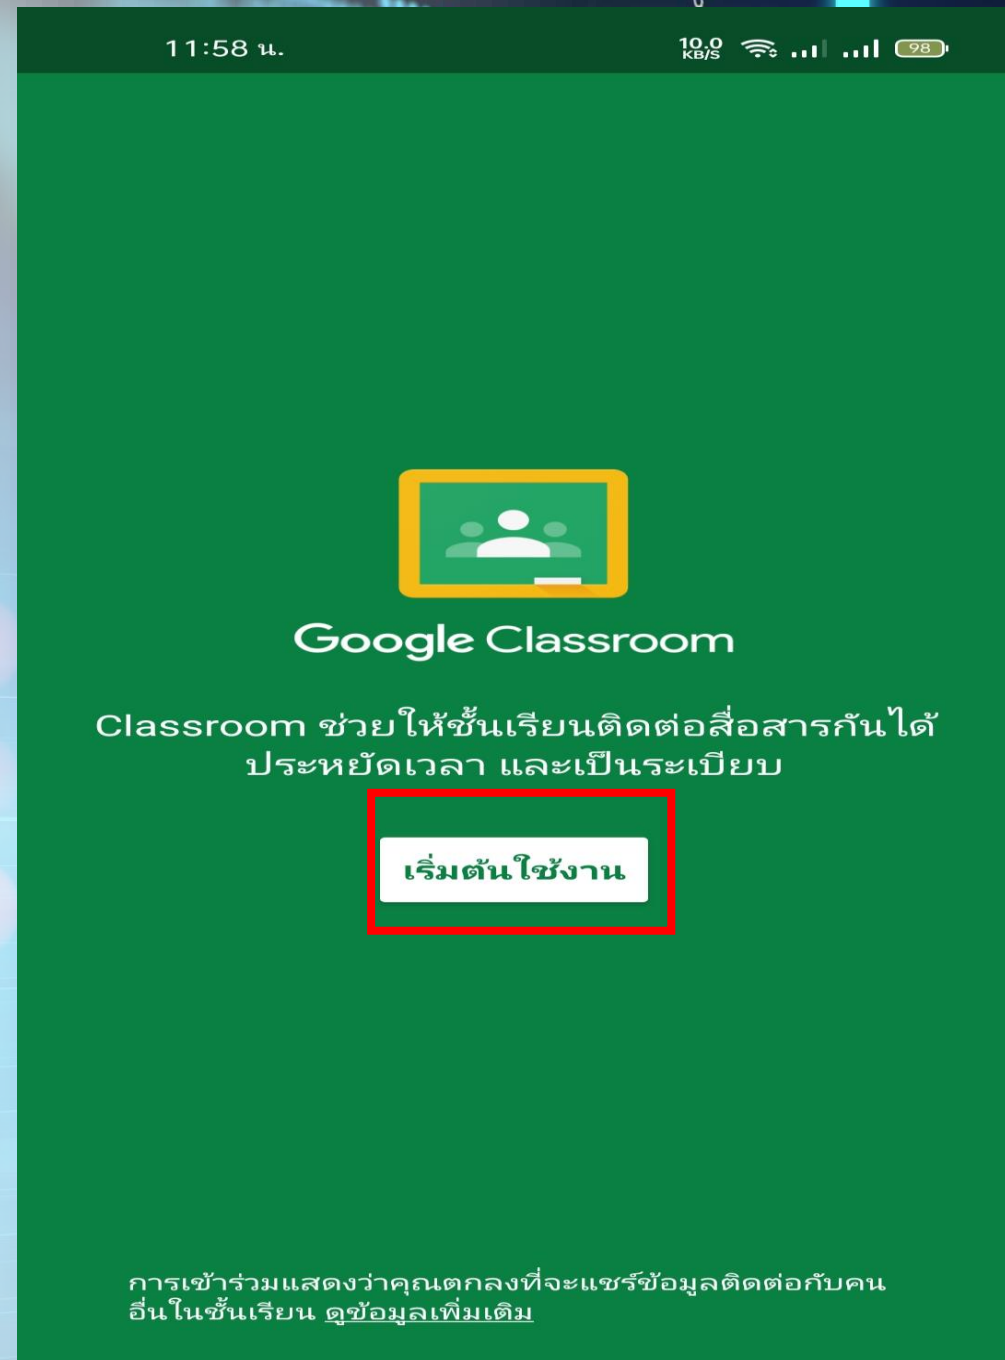 11:58 น.
10.0
KB/S
98
Google Classroom
Classroom ช่วยให้ชั้นเรียนติดต่อสื่อสารกันได้
ประหยัดเวลา และเป็นระเบียบ
เริ่มต้นใช้งาน
การเข้าร่วมแสดงว่าคุณตกลงที่จะแชร์ข้อมูลติดต่อกับคน
อื่นในชั้นเรียน ดูข้อมูลเพิ่มเติม